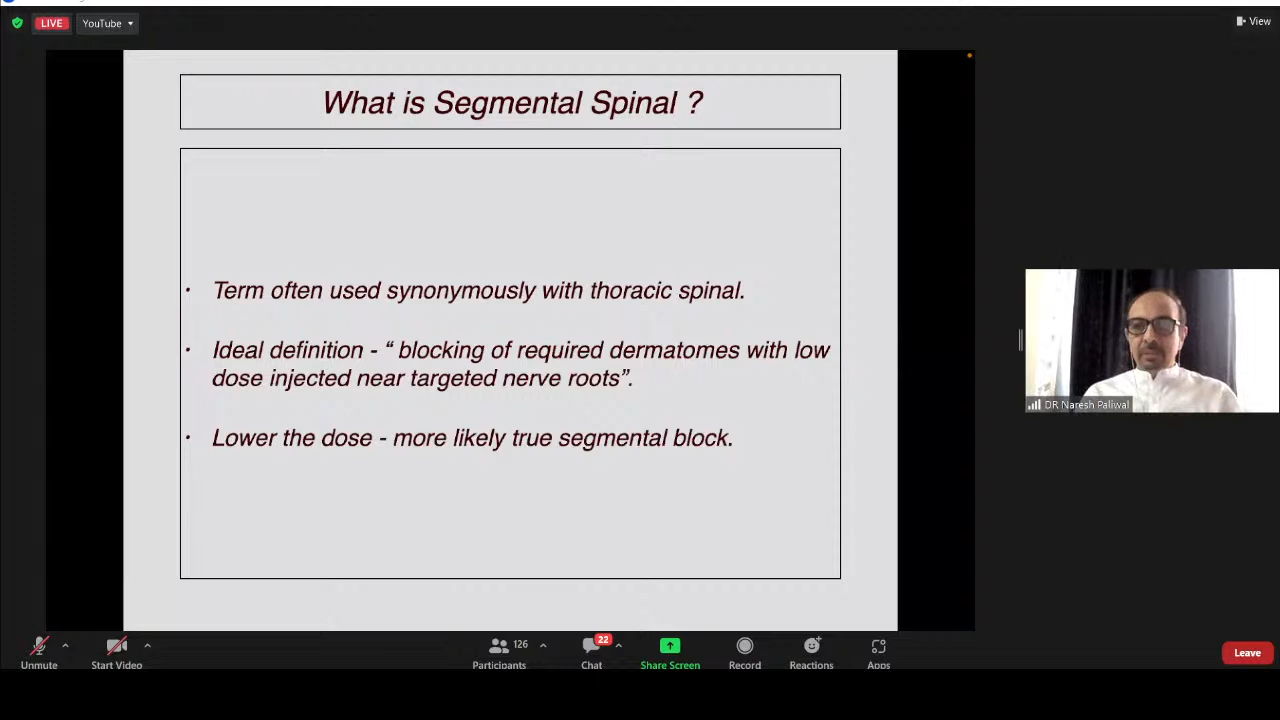 LIVE
YouTube
View
What is Segmental Spinal ?
· Term often used synonymously with thoracic spinal.
· Ideal definition - “ blocking of required dermatomes with low
dose injected near targeted nerve roots”.
· Lower the dose - more likely true segmental block.
DR Naresh Paliwal
Unmute
Start Video
126
Participants
22
Chat
Share Screen
Record
Reactions
Apps
Leave